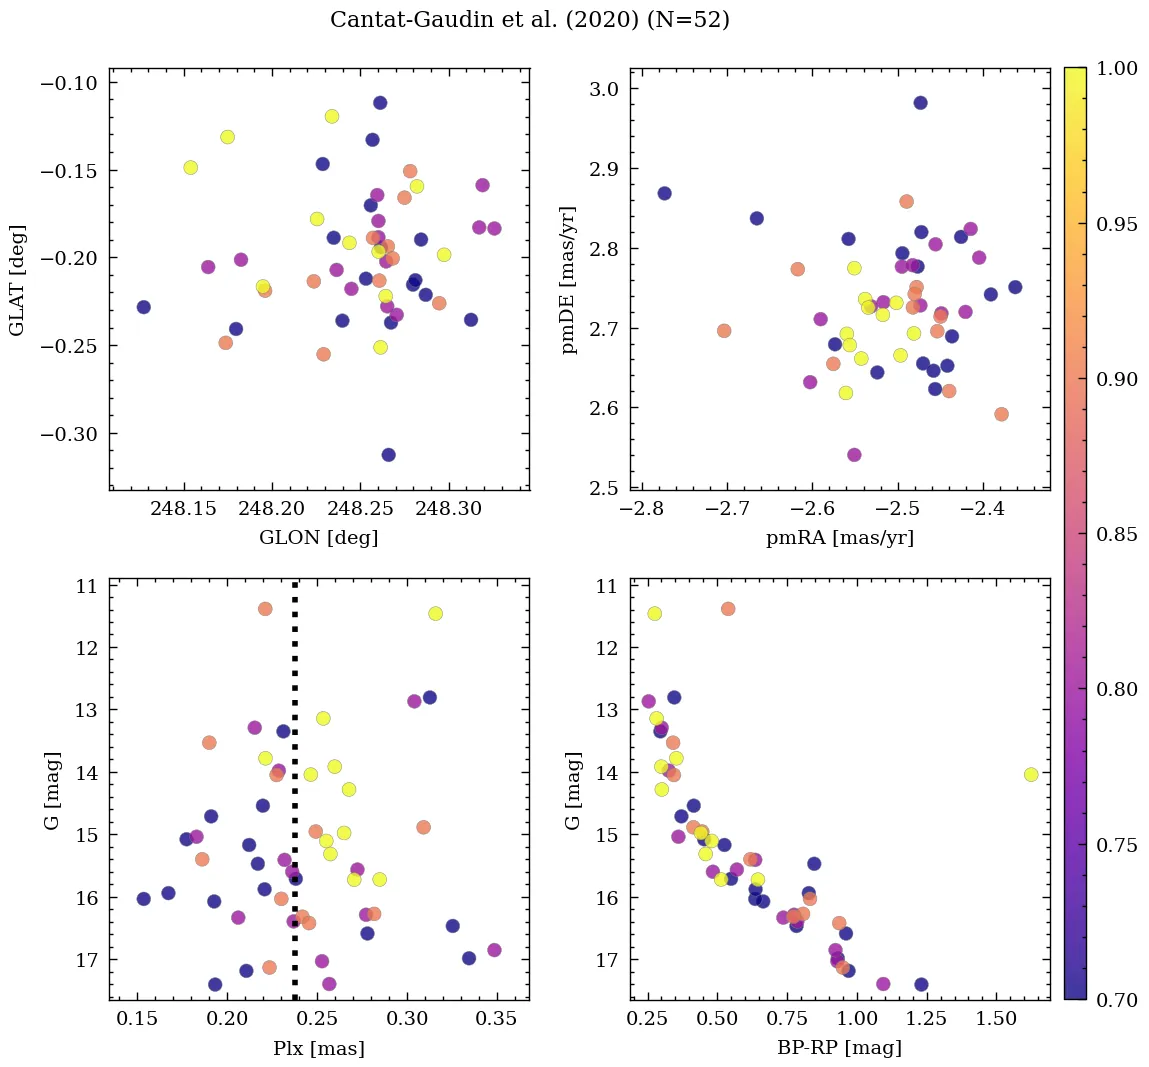 Cantat-Gaudin et al. (2020) (N=52)
−0.10
−0.15
−0.20
−0.25
−0.30
GLAT [deg]
248.15 248.20 248.25 248.30
GLON [deg]
3.0
2.9
2.8
2.7
2.6
2.5
pmDE [mas/yr]
−2.8 −2.7 −2.6 −2.5 −2.4
pmRA [mas/yr]
1.00
0.95
0.90
0.85
0.80
0.75
0.70
11
12
13
14
15
16
17
G [mag]
0.15 0.20 0.25 0.30 0.35
Plx [mas]
11
12
13
14
15
16
17
G [mag]
0.25 0.50 0.75 1.00 1.25 1.50
BP-RP [mag]